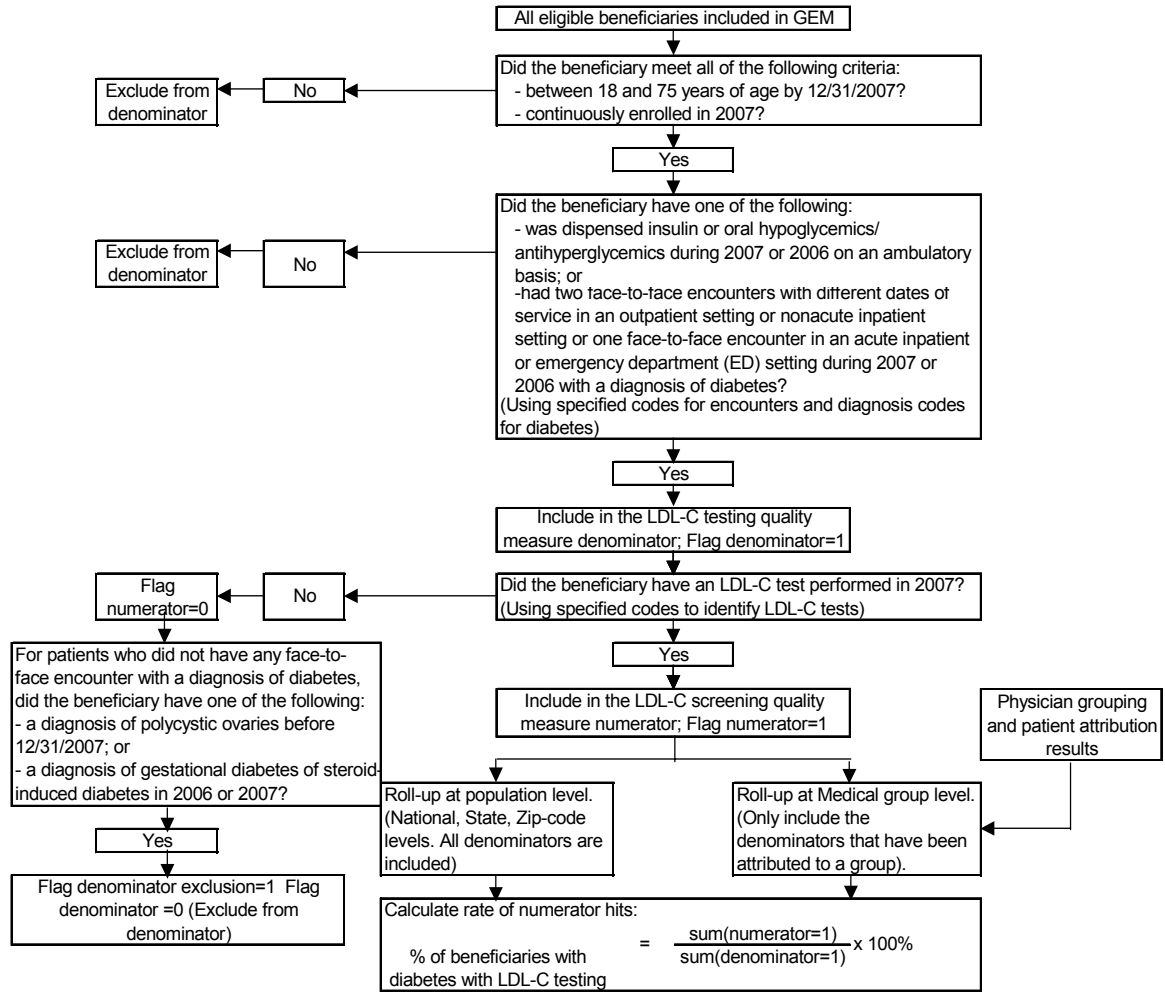 All eligible beneficiaries included in GEM
Did the beneficiary meet all of the following criteria:
- between 18 and 75 years of age by 12/31/2007?
- continuously enrolled in 2007?
No
Exclude from
denominator
Yes
Did the beneficiary have one of the following:
- was dispensed insulin or oral hypoglycemics/
antihyperglycemics during 2007 or 2006 on an ambulatory
basis; or
-had two face-to-face encounters with different dates of
service in an outpatient setting or nonacute inpatient
setting or one face-to-face encounter in an acute inpatient
or emergency department (ED) setting during 2007 or
2006 with a diagnosis of diabetes?
(Using specified codes for encounters and diagnosis codes
for diabetes)
No
Exclude from
denominator
Yes
Include in the LDL-C testing quality
measure denominator; Flag denominator=1
Did the beneficiary have an LDL-C test performed in 2007?
(Using specified codes to identify LDL-C tests)
No
Flag
numerator=0
For patients who did not have any face-to-
face encounter with a diagnosis of diabetes,
did the beneficiary have one of the following:
- a diagnosis of polycystic ovaries before
12/31/2007; or
- a diagnosis of gestational diabetes of steroid-
induced diabetes in 2006 or 2007?
Yes
Flag denominator exclusion=1 Flag
denominator =0 (Exclude from
denominator)
Yes
Include in the LDL-C screening quality
measure numerator; Flag numerator=1
Physician grouping
and patient attribution
results
Roll-up at population level.
(National, State, Zip-code
levels. All denominators are
included)
Roll-up at Medical group level.
(Only include the
denominators that have been
attributed to a group).
Calculate rate of numerator hits:
% of beneficiaries with
diabetes with LDL-C testing
=
sum(numerator=1)
sum(denominator=1)
x 100%